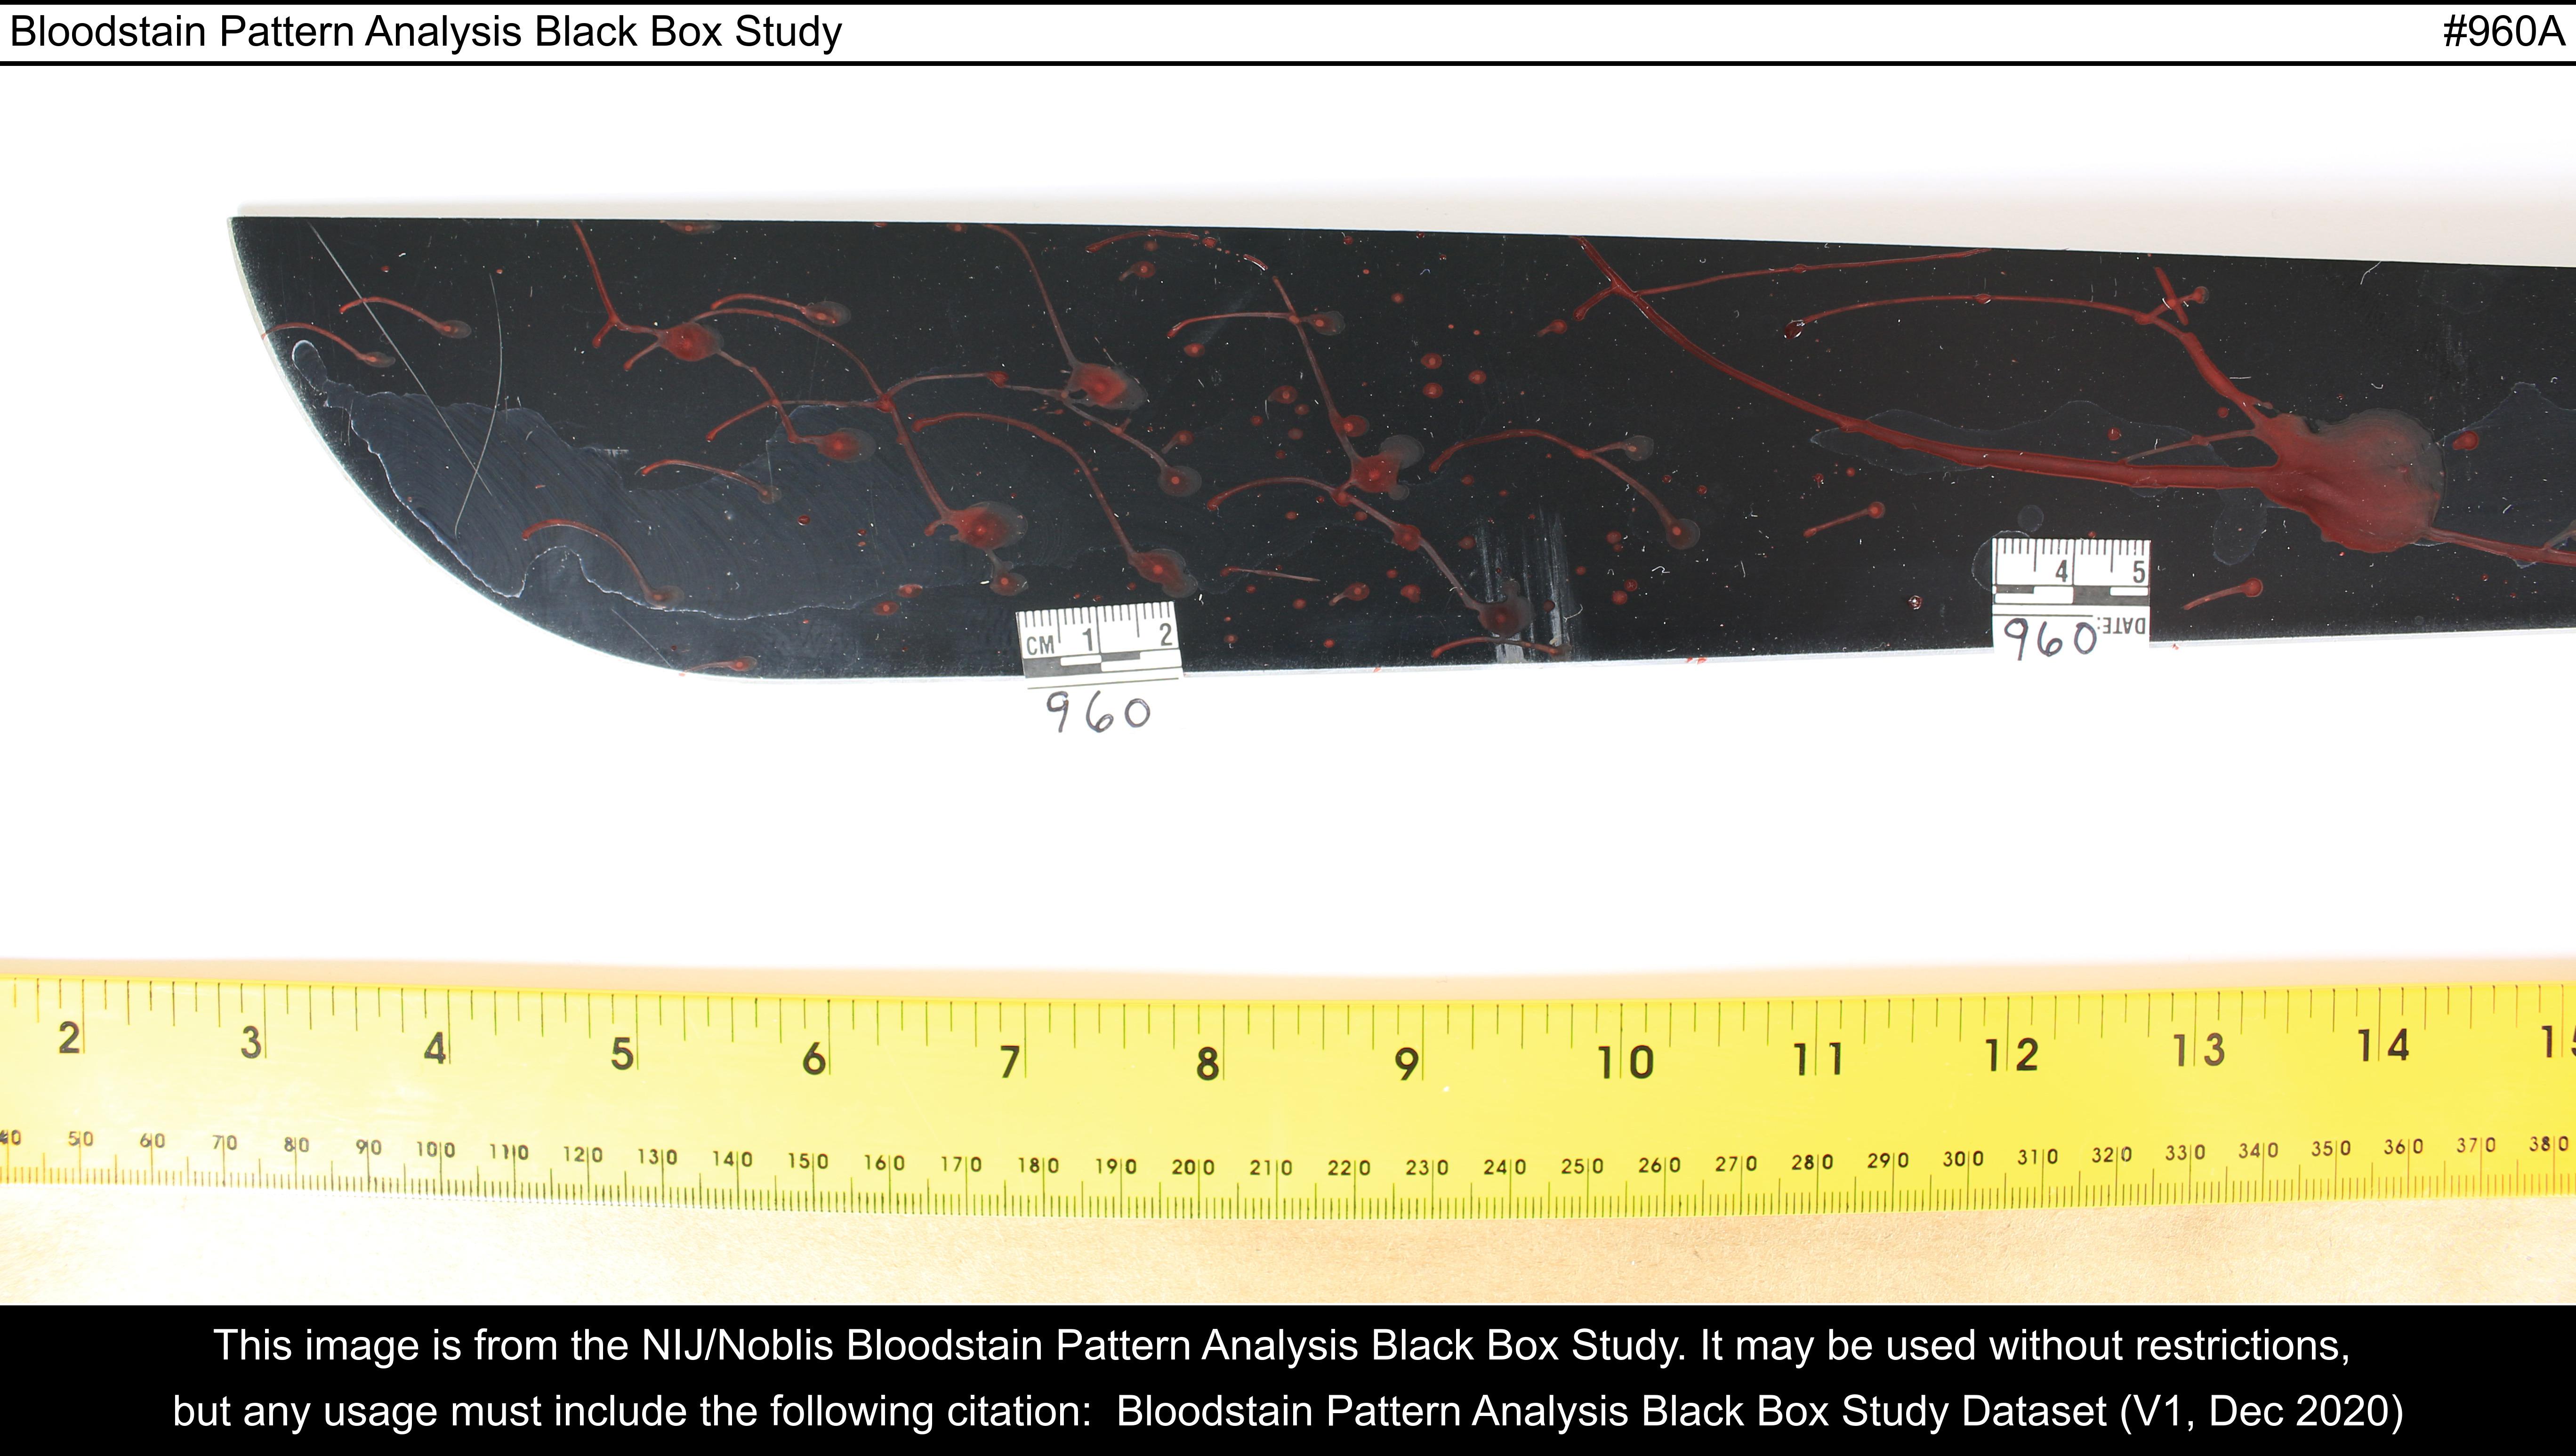 Bloodstain Pattern Analysis Black Box Study #960A
4 5
DATE:
960
CM 1 2
960
2 3 4 5 6 7 8 9 10 11 12 13 14
50 60 70 80 90 100 110 120 130 140 150 160 170 180 190 200 210 220 230 240 250 260 270 280 290 300 310 320 330 340 350 360 370 380
This image is from the NIJ/Noblis Bloodstain Pattern Analysis Black Box Study. It may be used without restrictions,
but any usage must include the following citation: Bloodstain Pattern Analysis Black Box Study Dataset (V1, Dec 2020)